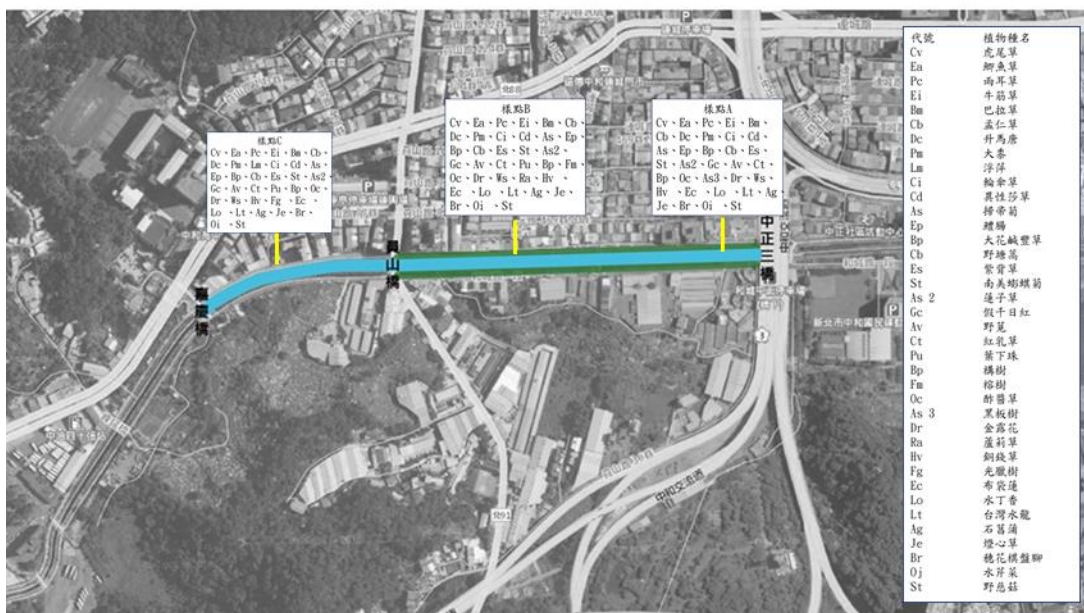 樣點C
Cv、Ea、Pc、Ei、Bm、Cb、
Dc、Pm、Lm、Ci、Cd、As、
Ep、Bp、Cb、Es、St、As2、
Gc、Av、Ct、Pu、Bp、Oc、
Dr、Ws、Hv、Fg 、Ec 、
Lo 、Lt、Ag、Je、Br、
Oi 、St
樣點B
Cv、Ea、Pc、Ei、Bm、Cb、
Dc、Pm、Ci、Cd、As、Ep、
Bp、Cb、Es、St、As2、
Gc、Av、Ct、Pu、Bp、Fm、
Oc、Dr、Ws、Ra、Hv 、
Ec 、Lo 、Lt、Ag、Je、
Br、Oi 、St
樣點A
Cv、Ea、Pc、Ei、Bm、
Cb、Dc、Pm、Ci、Cd、
As、Ep、Bp、Cb、Es、
St、As2、Gc、Av、Ct、
Bp、Oc、As3、Dr、Ws、
Hv 、Ec 、Lo 、Lt、Ag
、Je、Br、Oi 、St
嘉慶橋
員山橋
中正三橋
中和交流道
北91
P
3
代號 植物種名
Cv 虎尾草
Ea 鯽魚草
Pc 兩耳草
Ei 牛筋草
Bm 巴拉草
Cb 孟仁草
Dc 升馬唐
Pm 大黍
Lm 浮萍
Ci 輪傘草
Cd 異性莎草
As 掃帚菊
Ep 鱧腸
Bp 大花鹹豐草
Cb 野塘蒿
Es 紫背草
St 南美蟛蜞菊
As 2 蓮子草
Gc 假千日紅
Av 野莧
Ct 紅乳草
Pu 葉下珠
Bp 構樹
Fm 榕樹
Oc 酢醬草
As 3 黑板樹
Dr 金露花
Ra 蘆莉草
Hv 銅錢草
Fg 光臘樹
Ec 布袋蓮
Lo 水丁香
Lt 台灣水龍
Ag 石菖蒲
Je 燈心草
Br 穗花棋盤腳
Oj 水芹菜
St 野慈菇